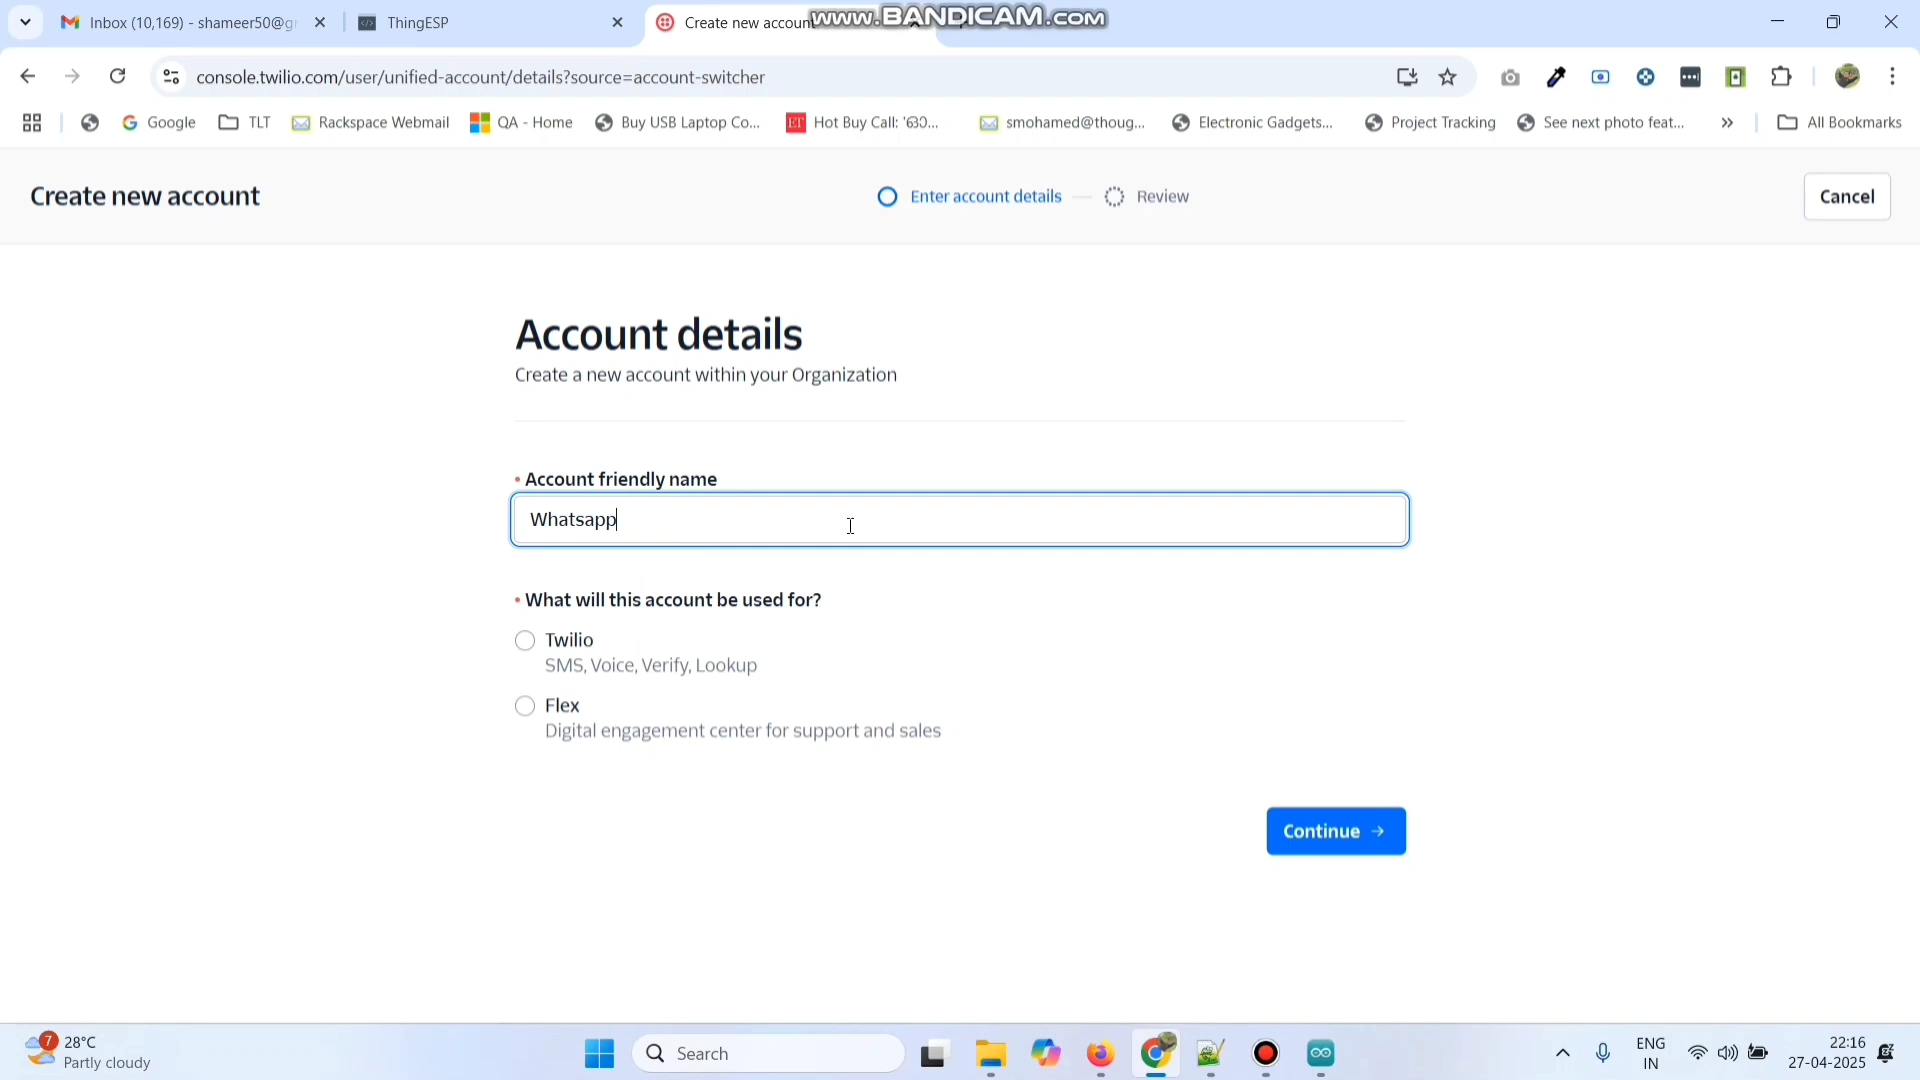 Inbox (10,169) - shameer50@g
ThingESP
Create new account
www.BANDICAM.com
console.twilio.com/user/unified-account/details?source=account-switcher
Google
TLT
Rackspace Webmail
QA - Home
Buy USB Laptop Co...
Hot Buy Call: '630...
smohamed@thoug...
Electronic Gadgets...
Project Tracking
See next photo feat...
»
All Bookmarks
Create new account
Enter account details
Review
Cancel
Account details
Create a new account within your Organization
• Account friendly name
Whatsapp
• What will this account be used for?
Twilio
SMS, Voice, Verify, Lookup
Flex
Digital engagement center for support and sales
Continue →
7
28°C
Partly cloudy
Search
ENG
IN
22:16
27-04-2025